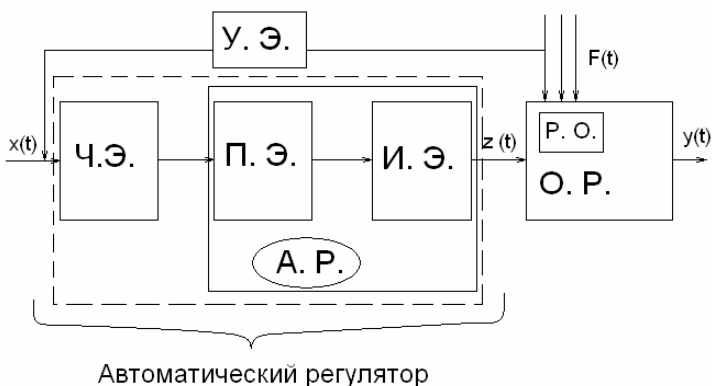 У. Э.
F(t)
x(t)
Ч.Э.
П. Э.
И. Э.
z (t)
Р. О.
О. Р.
y(t)
А. Р.
Автоматический регулятор